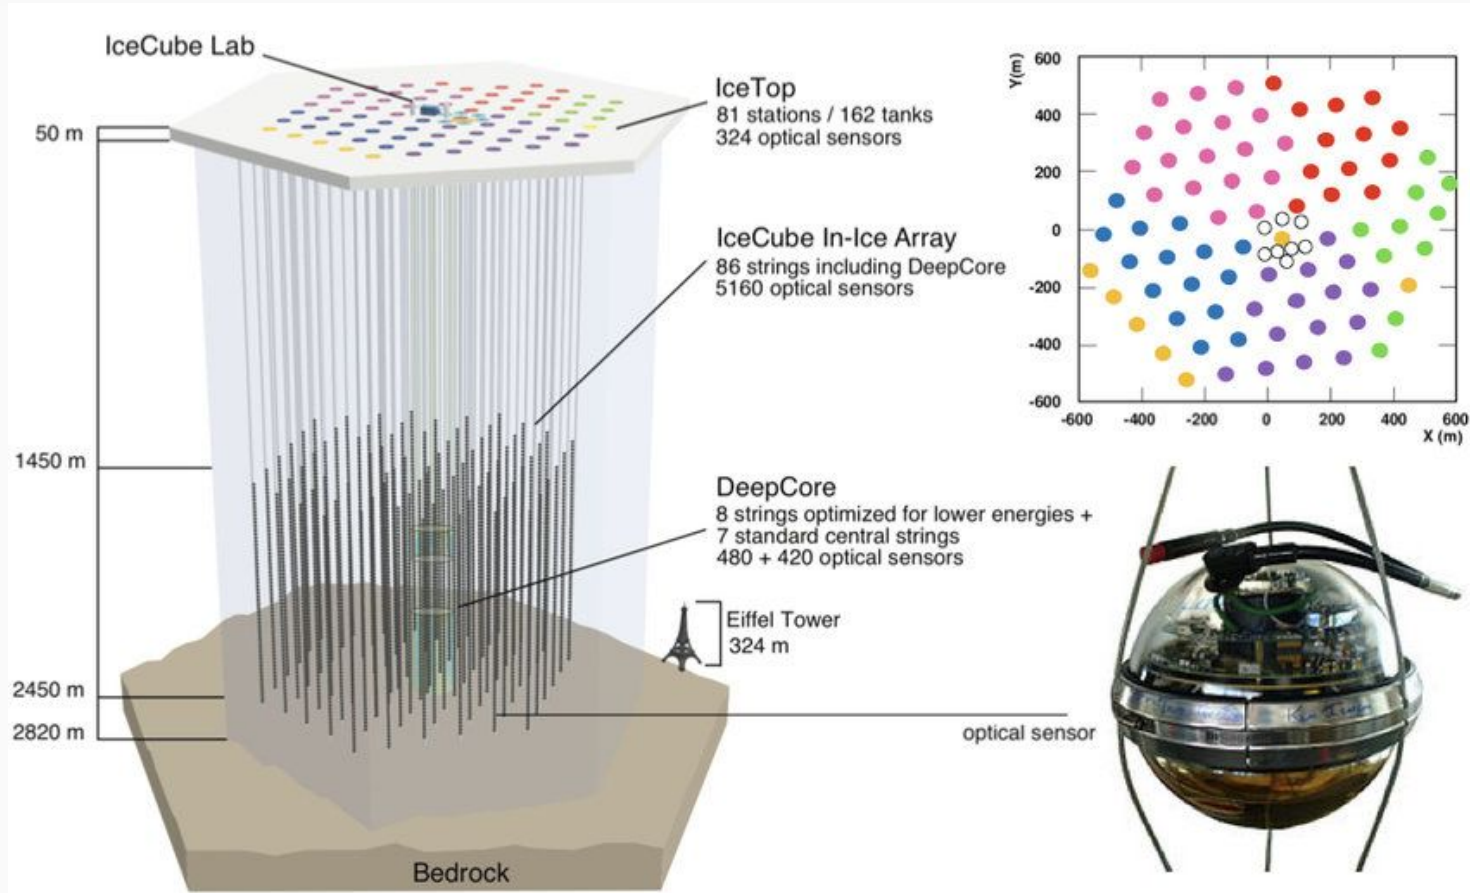 IceCube Lab
50 m
1450 m
2450 m
2820 m
IceTop
81 stations / 162 tanks
324 optical sensors
IceCube In-Ice Array
86 strings including DeepCore
5160 optical sensors
DeepCore
8 strings optimized for lower energies +
7 standard central strings
480 + 420 optical sensors
Eiffel Tower
324 m
optical sensor
Bedrock
Y(m)
600
400
200
0
-200
-400
-600
-600
-400
-200
0
200
400
600
X (m)